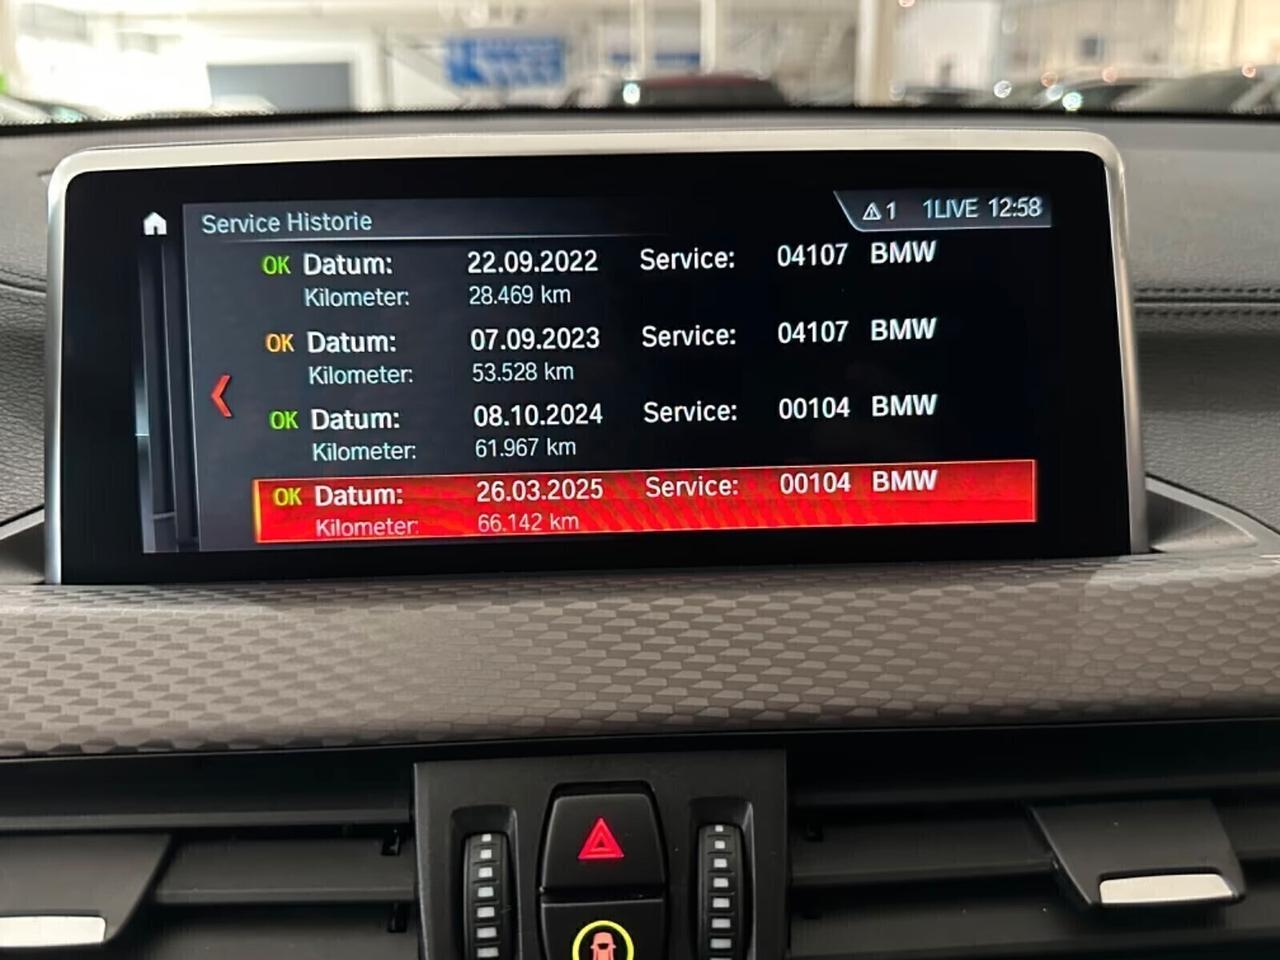 Service Historie
1 1LIVE 12:58
OK Datum: 22.09.2022 Service: 04107 BMW
Kilometer: 28.469 km
OK Datum: 07.09.2023 Service: 04107 BMW
Kilometer: 53.528 km
OK Datum: 08.10.2024 Service: 00104 BMW
Kilometer: 61.967 km
OK Datum: 26.03.2025 Service: 00104 BMW
Kilometer: 66.142 km